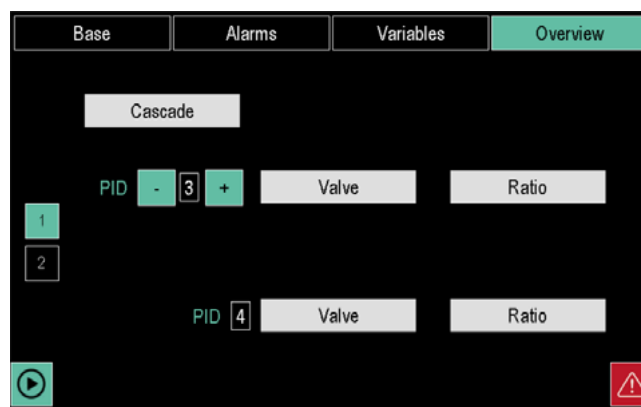 Base Alarms Variables Overview
Cascade
PID - 3 + Valve Ratio
1
2
PID 4 Valve Ratio